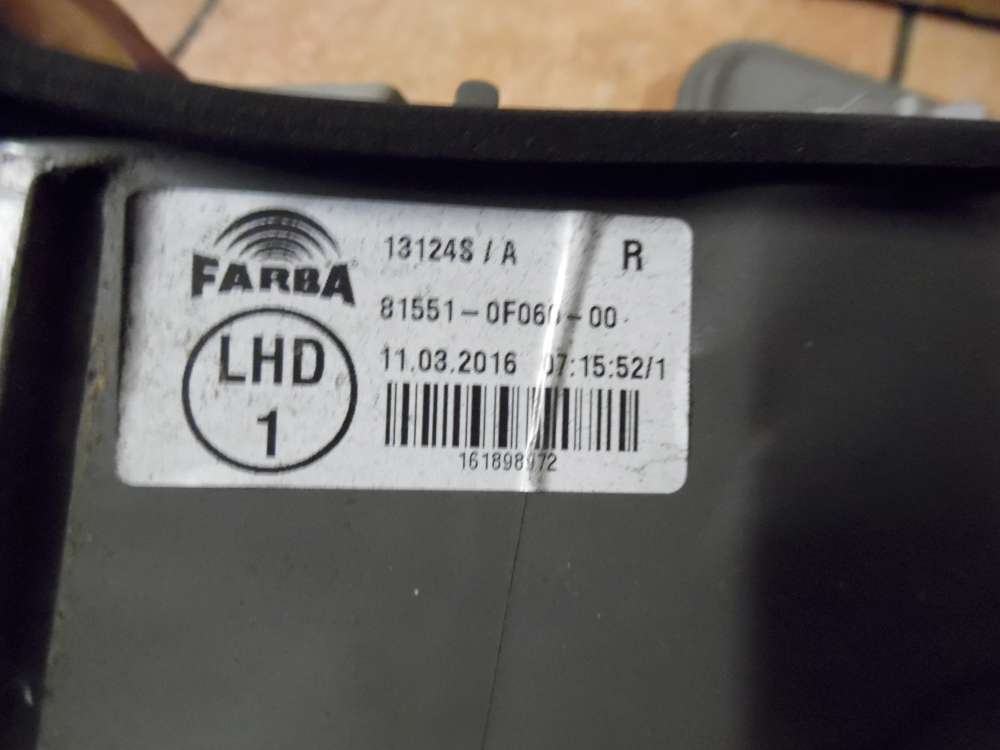 FARBA
13124S / A R
81551-0F060-00
11.03.2016 07:15:52/1
LHD
1
161898972